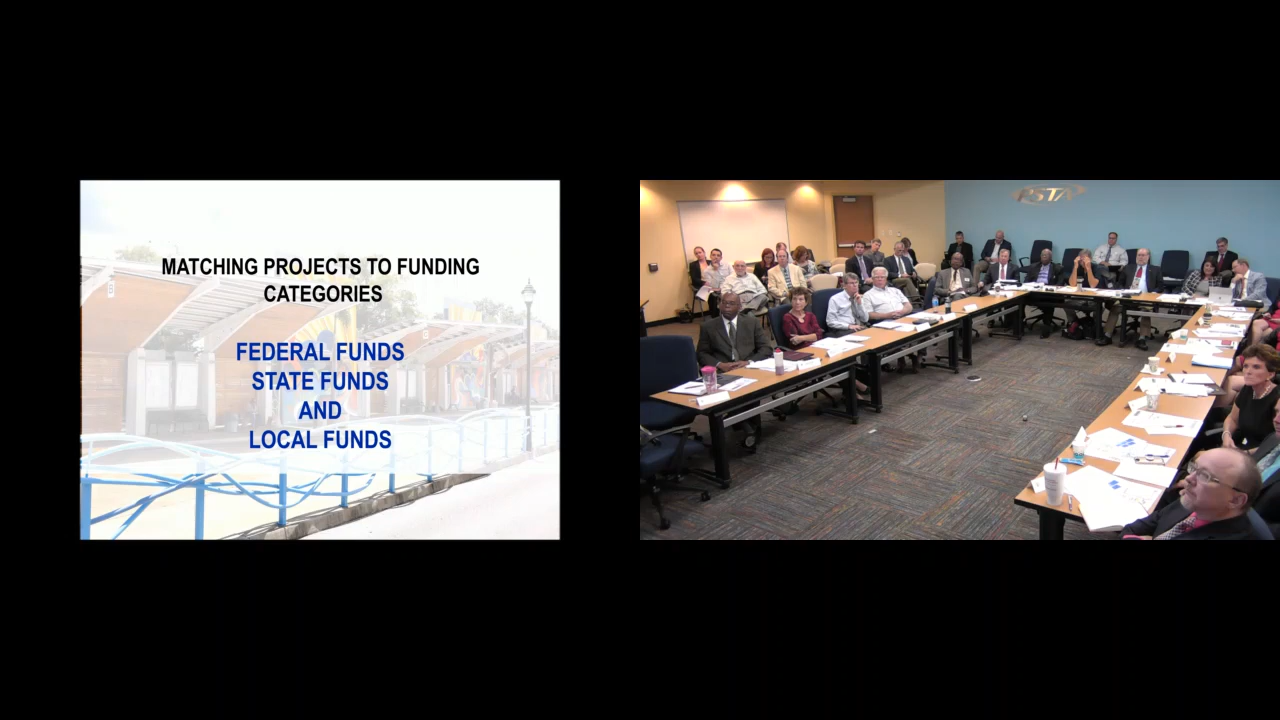 MATCHING PROJECTS TO FUNDING
CATEGORIES
FEDERAL FUNDS
STATE FUNDS
AND
LOCAL FUNDS
PSTA